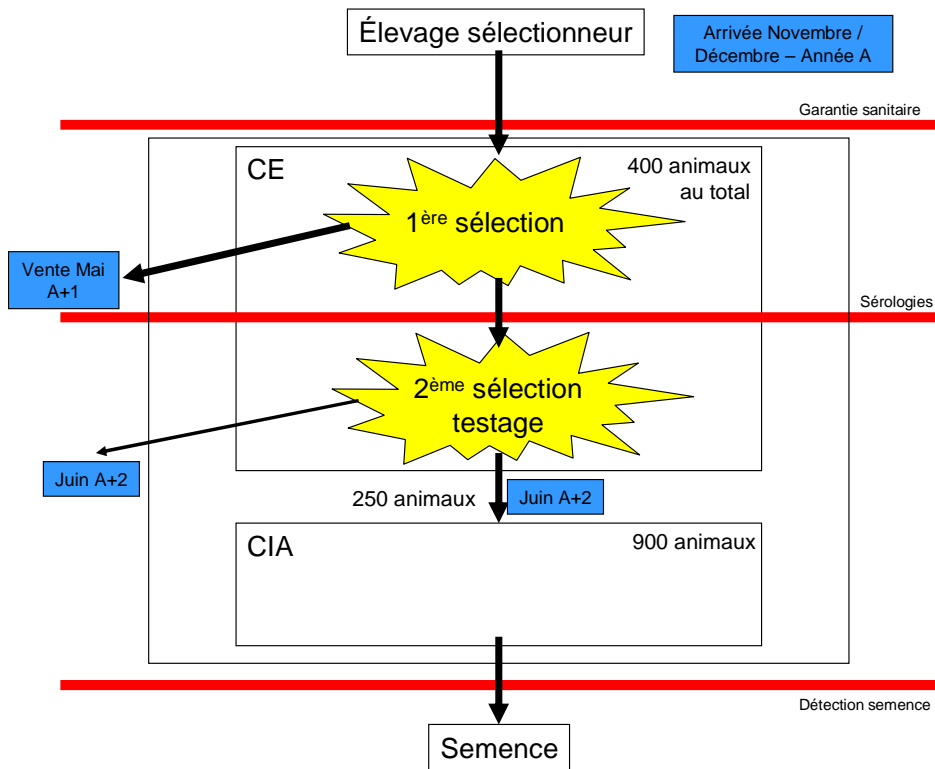 Élevage sélectionneur
Arrivée Novembre /
Décembre – Année A
Garantie sanitaire
CE
400 animaux
au total
1ère sélection
Vente Mai
A+1
Sérologies
2ème sélection
testage
Juin A+2
250 animaux
Juin A+2
CIA
900 animaux
Détection semence
Semence